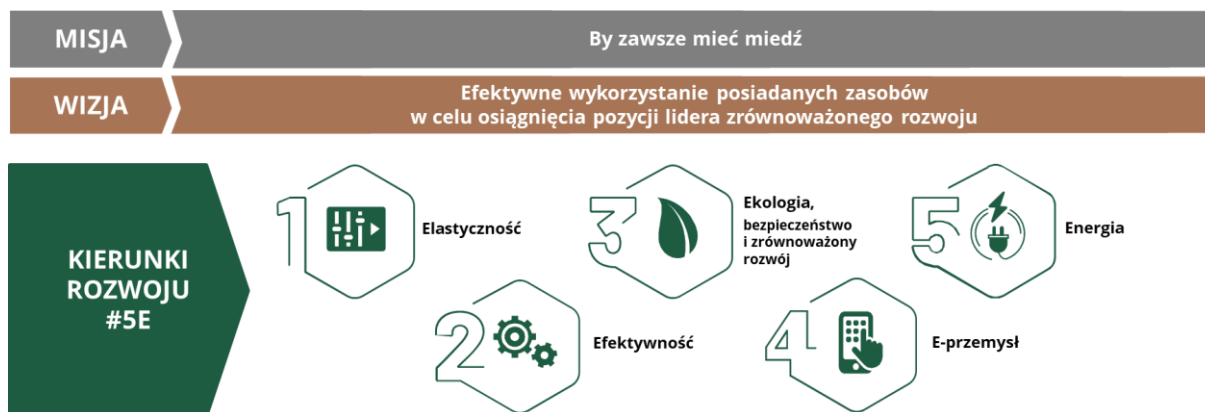 MISJA
By zawsze mieć miedź
WIZJA
Efektywne wykorzystanie posiadanych zasobów
w celu osiągnięcia pozycji lidera zrównoważonego rozwoju
KIERUNKI
ROZWOJU
#5E
1
Elastyczność
2
Efektywność
3
Ekologia,
bezpieczeństwo
i zrównoważony
rozwój
4
E-przemysł
5
Energia